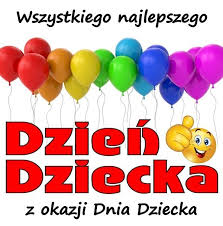 Wszystkiego najlepszego
Dzień
Dziecka
z okazji Dnia Dziecka